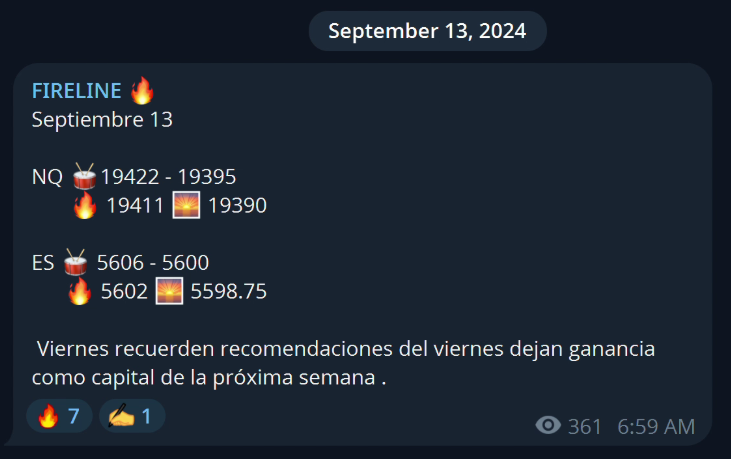 September 13, 2024
FIRELINE 🔥
Septiembre 13
NQ 🥁 19422 - 19395
🔥 19411 🌅 19390
ES 🥁 5606 - 5600
🔥 5602 🌅 5598.75
Viernes recuerden recomendaciones del viernes dejan ganancia
como capital de la próxima semana .
🔥 7 ✍️ 1
361 6:59 AM